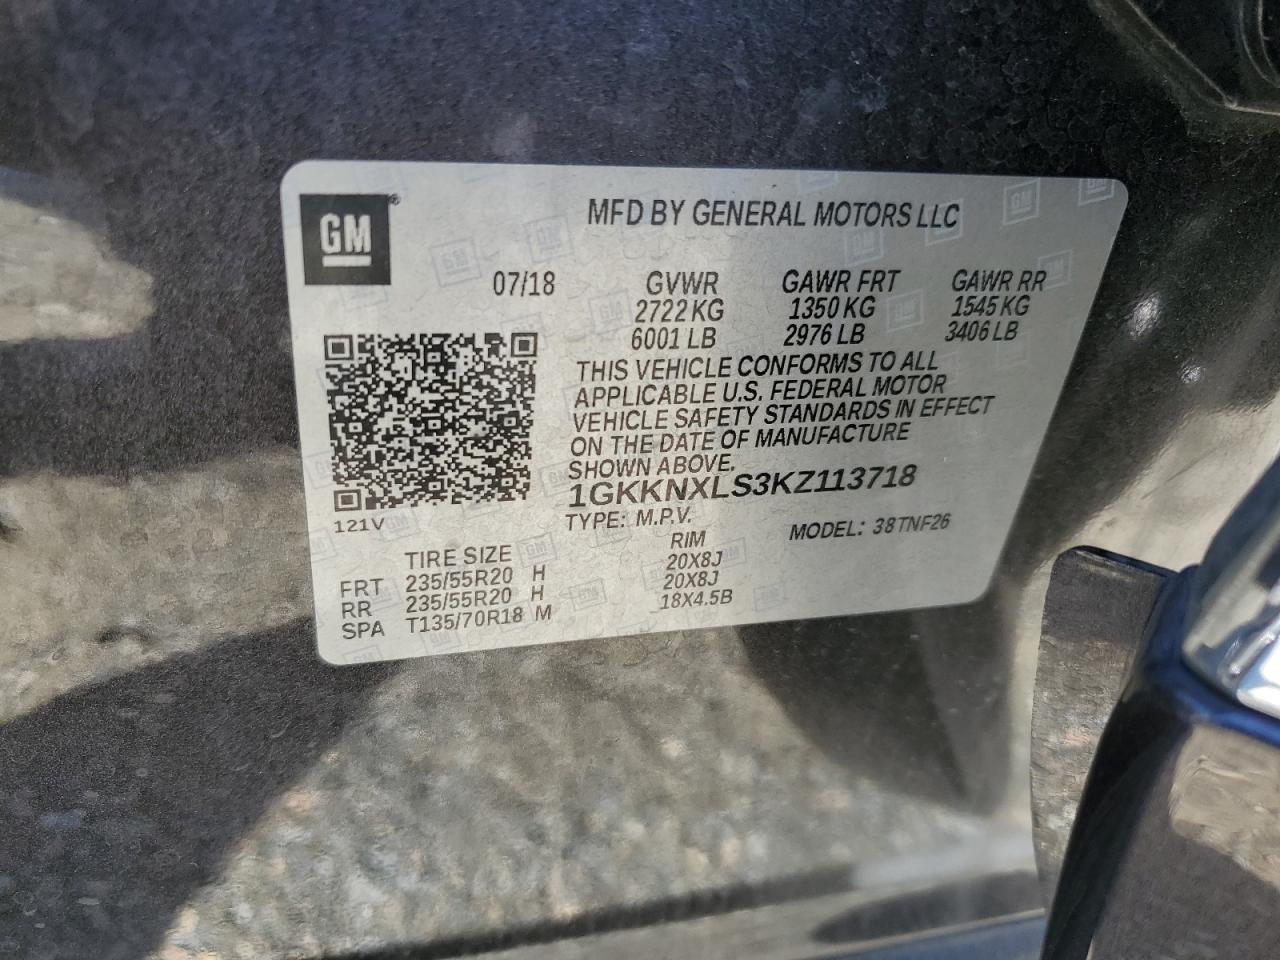 GM®
MFD BY GENERAL MOTORS LLC
07/18 GVWR GAWR FRT GAWR RR
2722 KG 1350 KG 1545 KG
6001 LB 2976 LB 3406 LB
THIS VEHICLE CONFORMS TO ALL
APPLICABLE U.S. FEDERAL MOTOR
VEHICLE SAFETY STANDARDS IN EFFECT
ON THE DATE OF MANUFACTURE
SHOWN ABOVE.
1GKKNXLS3KZ113718
121V
TYPE: M.P.V. MODEL: 38TNF26
TIRE SIZE RIM
FRT 235/55R20 H 20X8J
RR 235/55R20 H 20X8J
SPA T135/70R18 M 18X4.5B